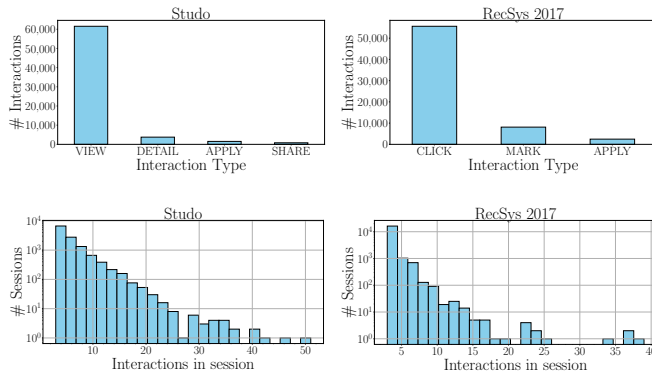 Studo
# Interactions
60,000
50,000
40,000
30,000
20,000
10,000
0
VIEW DETAIL APPLY SHARE
Interaction Type
RecSys 2017
# Interactions
50,000
40,000
30,000
20,000
10,000
0
CLICK MARK APPLY
Interaction Type
Studo
# Sessions
10^4
10^3
10^2
10^1
10^0
10 20 30 40 50
Interactions in session
RecSys 2017
# Sessions
10^4
10^3
10^2
10^1
10^0
5 10 15 20 25 30 35 40
Interactions in session